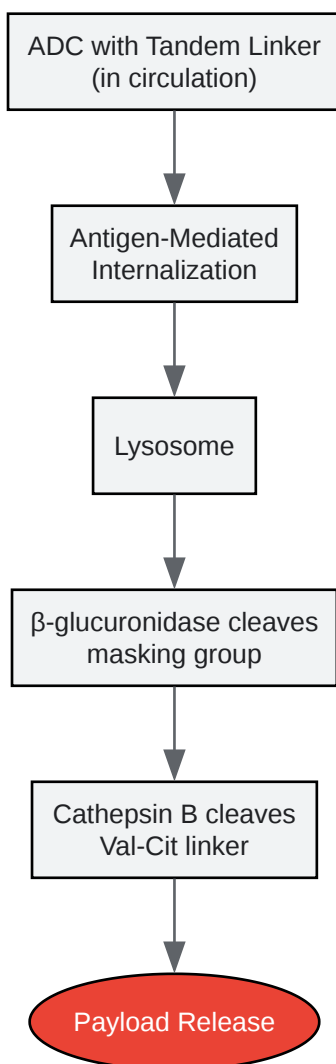 ADC with Tandem Linker
(in circulation)
Antigen-Mediated
Internalization
Lysosome
β-glucuronidase cleaves
masking group
Cathepsin B cleaves
Val-Cit linker
Payload Release